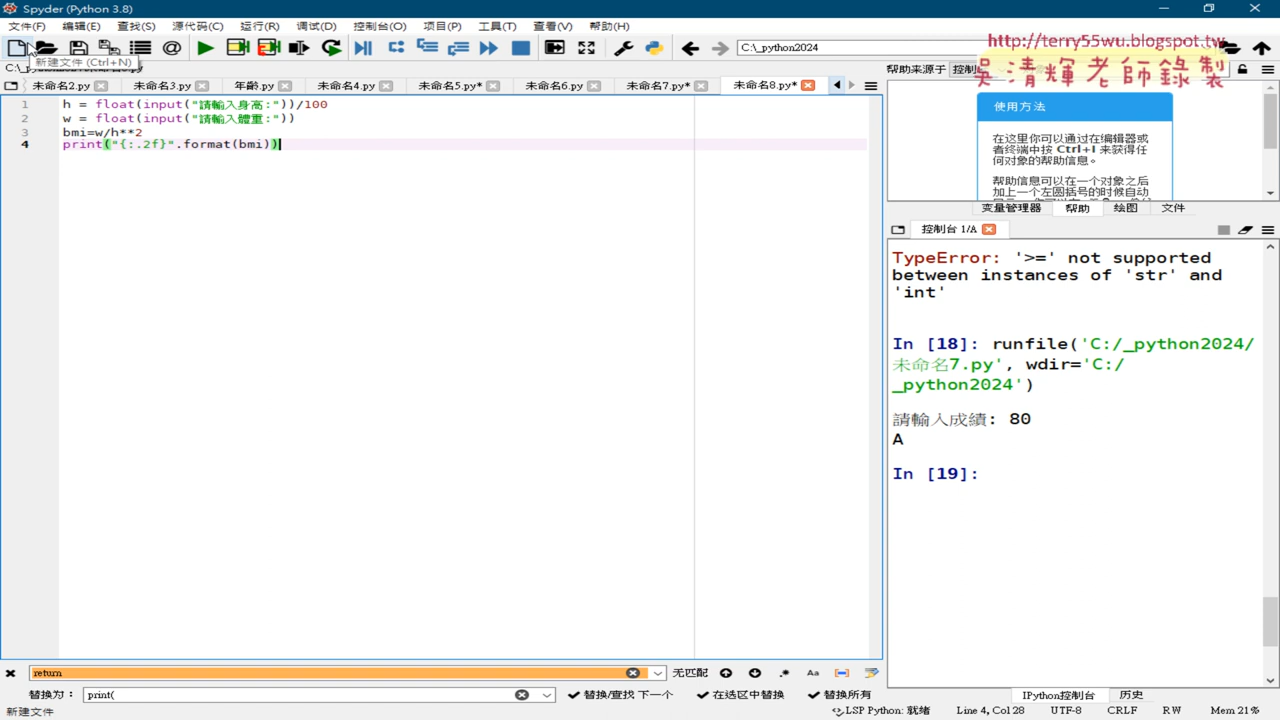 Spyder (Python 3.8)
文件(F) 编辑(E) 查找(S) 源代码(C) 运行(R) 调试(D) 控制台(O) 项目(P) 工具(T) 查看(V) 帮助(H)
C:\_python2024
http://terry55wu.blogspot.tw
吳清輝老師錄製
新建文件 (Ctrl+N)
未命名2.py 未命名3.py 年齡.py 未命名4.py 未命名5.py* 未命名6.py 未命名7.py* 未命名8.py*
1 h = float(input("請輸入身高:"))/100
2 w = float(input("請輸入體重:"))
3 bmi=w/h**2
4 print("{:.2f}".format(bmi))
帮助来源于 控制
使用方法
在这里你可以通过在编辑器或
者终端中按 Ctrl+I 来获得任
何对象的帮助信息。
帮助信息可以在一个对象之后
加上一个左圆括号的时候自动
变量管理器 帮助 绘图 文件
控制台 1/A
TypeError: '>=' not supported
between instances of 'str' and
'int'
In [18]: runfile('C:/_python2024/
未命名7.py', wdir='C:/
_python2024')
請輸入成績: 80
A
In [19]:
return
无匹配
Aa
替换为：
print(
替换/查找 下一个
在选区中替换
替换所有
IPython控制台 历史
新建文件
LSP Python: 就绪 Line 4, Col 28 UTF-8 CRLF RW Mem 21%